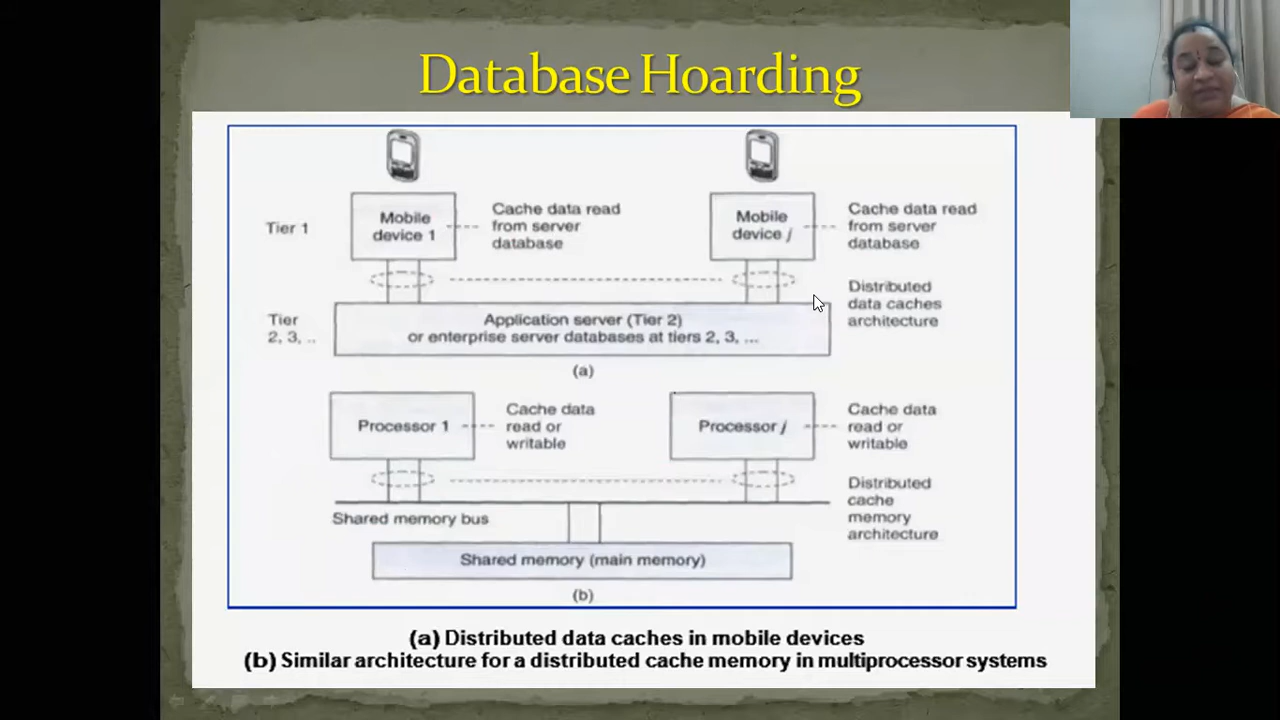 Database Hoarding
Tier 1
Mobile
device 1
Cache data read
from server
database
Mobile
device j
Cache data read
from server
database
Distributed
data caches
architecture
Tier
2, 3, ..
Application server (Tier 2)
or enterprise server databases at tiers 2, 3, ...
(a)
Processor 1
Cache data
read or
writable
Processor j
Cache data
read or
writable
Distributed
cache
memory
architecture
Shared memory bus
Shared memory (main memory)
(b)
(a) Distributed data caches in mobile devices
(b) Similar architecture for a distributed cache memory in multiprocessor systems